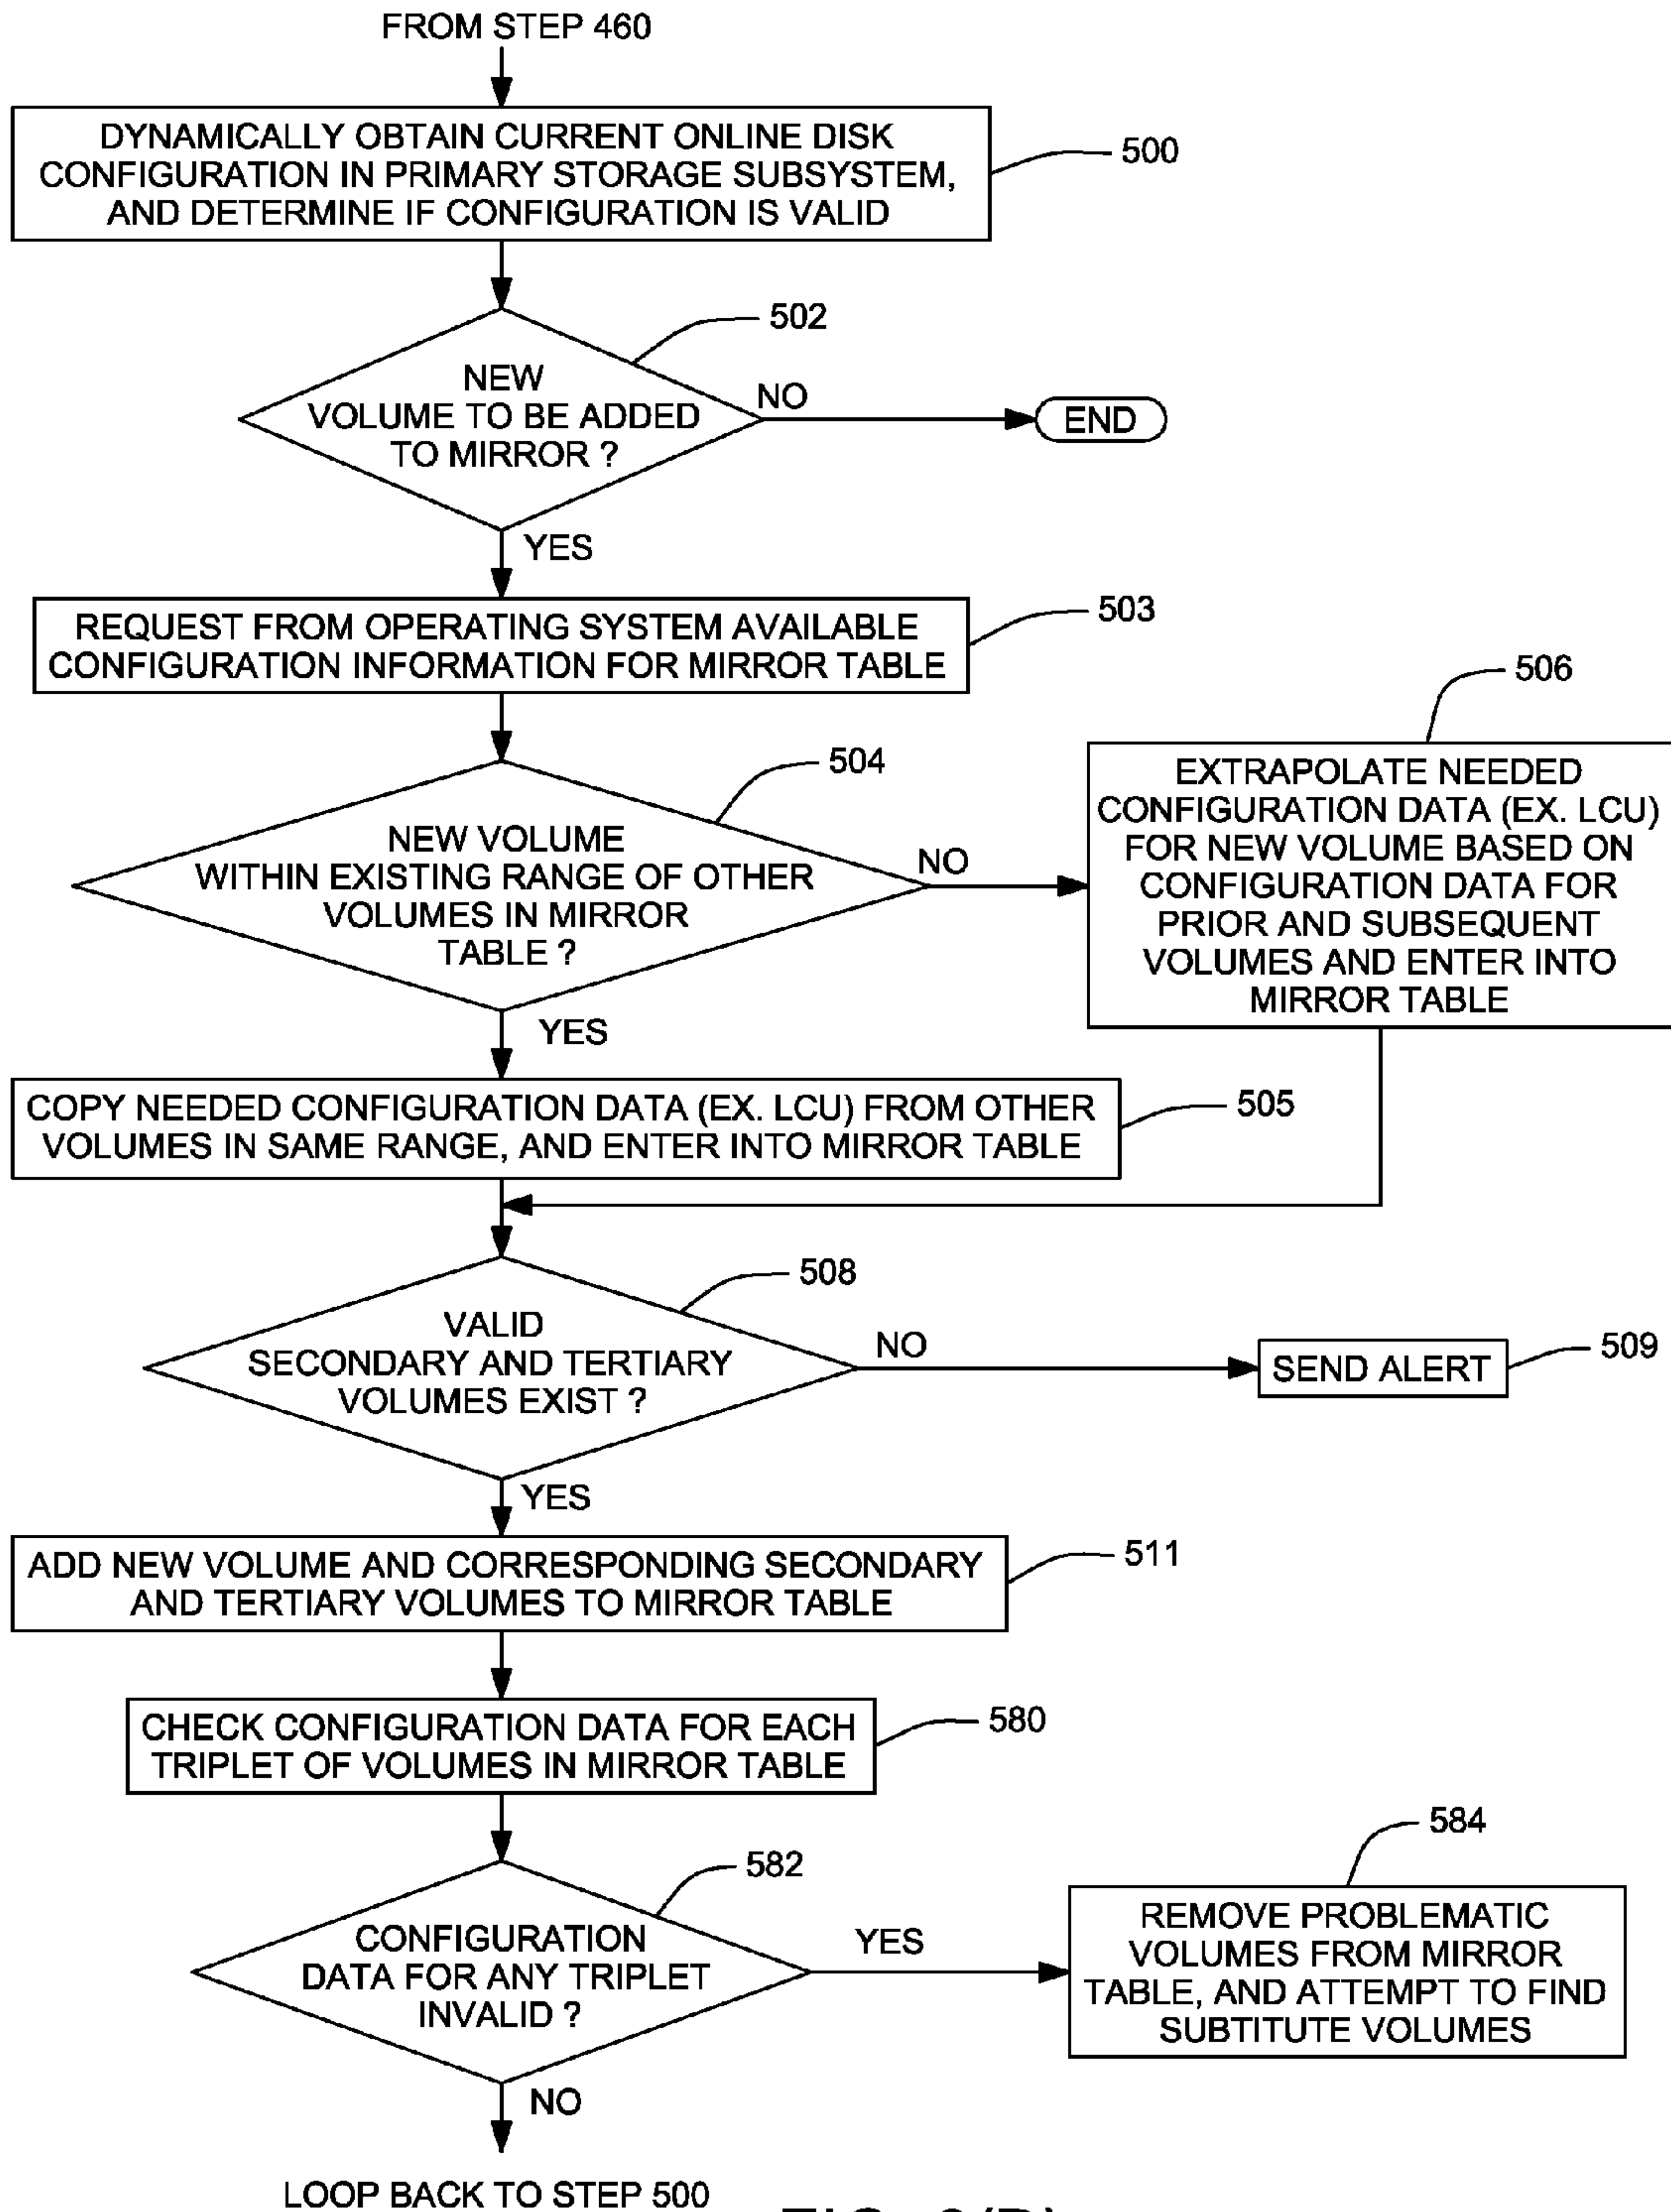 FROM STEP 460
DYNAMICALLY OBTAIN CURRENT ONLINE DISK
CONFIGURATION IN PRIMARY STORAGE SUBSYSTEM,
AND DETERMINE IF CONFIGURATION IS VALID
500
502
NEW
VOLUME TO BE ADDED
TO MIRROR ?
NO
END
YES
REQUEST FROM OPERATING SYSTEM AVAILABLE
CONFIGURATION INFORMATION FOR MIRROR TABLE
503
504
NEW VOLUME
WITHIN EXISTING RANGE OF OTHER
VOLUMES IN MIRROR
TABLE ?
NO
506
EXTRAPOLATE NEEDED
CONFIGURATION DATA (EX. LCU)
FOR NEW VOLUME BASED ON
CONFIGURATION DATA FOR
PRIOR AND SUBSEQUENT
VOLUMES AND ENTER INTO
MIRROR TABLE
YES
COPY NEEDED CONFIGURATION DATA (EX. LCU) FROM OTHER
VOLUMES IN SAME RANGE, AND ENTER INTO MIRROR TABLE
505
508
VALID
SECONDARY AND TERTIARY
VOLUMES EXIST ?
NO
SEND ALERT
509
YES
ADD NEW VOLUME AND CORRESPONDING SECONDARY
AND TERTIARY VOLUMES TO MIRROR TABLE
511
CHECK CONFIGURATION DATA FOR EACH
TRIPLET OF VOLUMES IN MIRROR TABLE
580
582
CONFIGURATION
DATA FOR ANY TRIPLET
INVALID ?
YES
584
REMOVE PROBLEMATIC
VOLUMES FROM MIRROR
TABLE, AND ATTEMPT TO FIND
SUBTITUTE VOLUMES
NO
LOOP BACK TO STEP 500